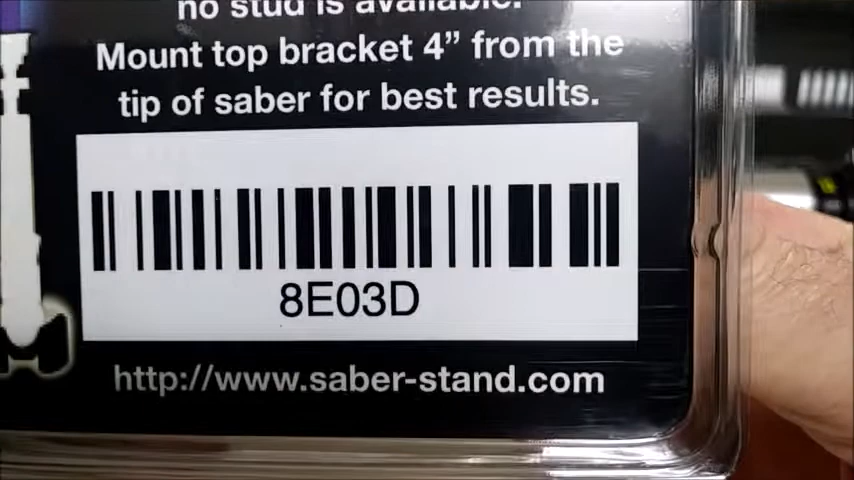 no stud is available.
Mount top bracket 4” from the
tip of saber for best results.
8E03D
http://www.saber-stand.com